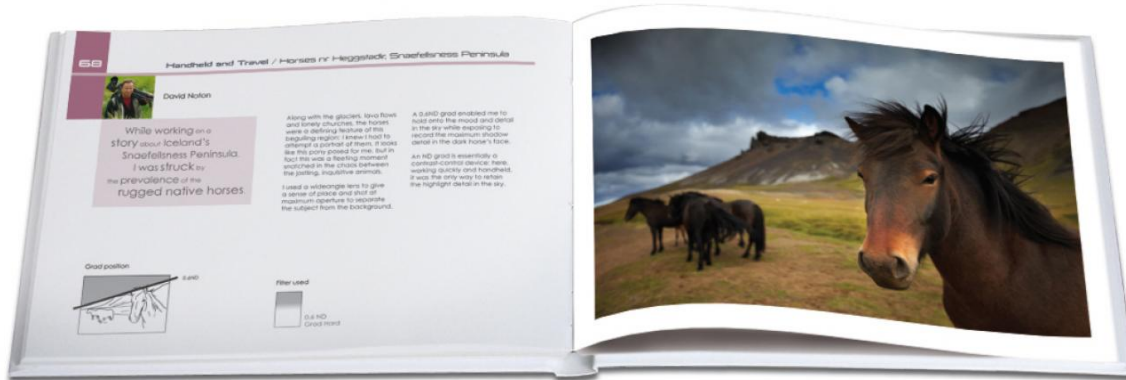 68
Handheld and Travel / Horses nr Heggstadir, Snaefellsness Peninsula
David Noton
While working on a
story about Iceland's
Snaefellsness Peninsula,
I was struck by
the prevalence of the
rugged native horses
Along with the glaciers, lava flows
and lonely churches, the horses
were a defining feature of this
beguiling region; I knew I had to
attempt a portrait of them. It looks
like this pony posed for me, but in
fact this was a fleeting moment
snatched in the chaos between
the jostling, inquisitive animals.
I used a wideangle lens to give
a sense of place and shot at
maximum aperture to separate
the subject from the background.
A 0.6ND grad enabled me to
hold onto the mood and detail
in the sky while exposing to
record the maximum shadow
detail in the dark horse's face.
An ND grad is essentially a
contrast-control device: here,
working quickly and handheld,
it was the only way to retain
the highlight detail in the sky.
Grad position
0.6ND
Filter used
0.6 ND
Grad Hard